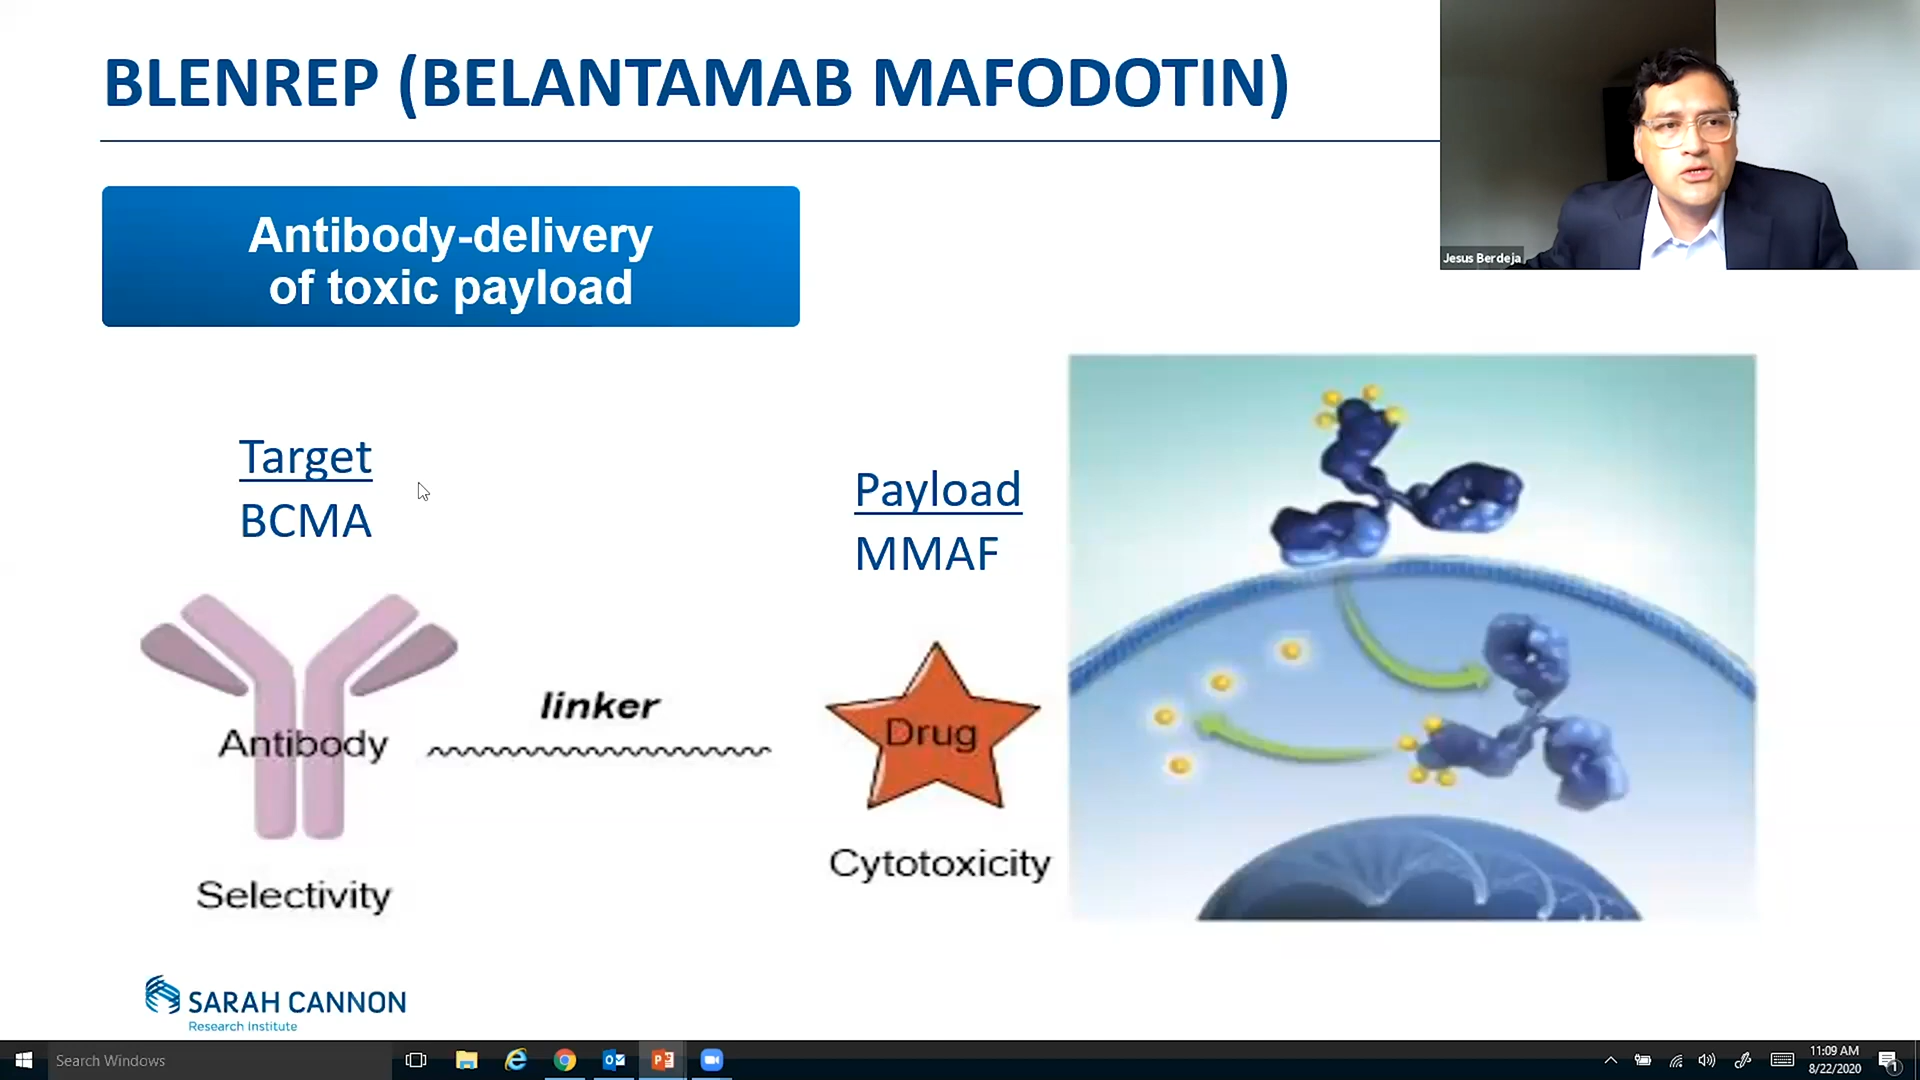 BLENREP (BELANTAMAB MAFODOTIN)
Jesus Berdeja
Antibody-delivery
of toxic payload
Target
BCMA
Payload
MMAF
Antibody
linker
Drug
Selectivity
Cytotoxicity
SARAH CANNON
Research Institute
Search Windows
11:09 AM
8/22/2020
1